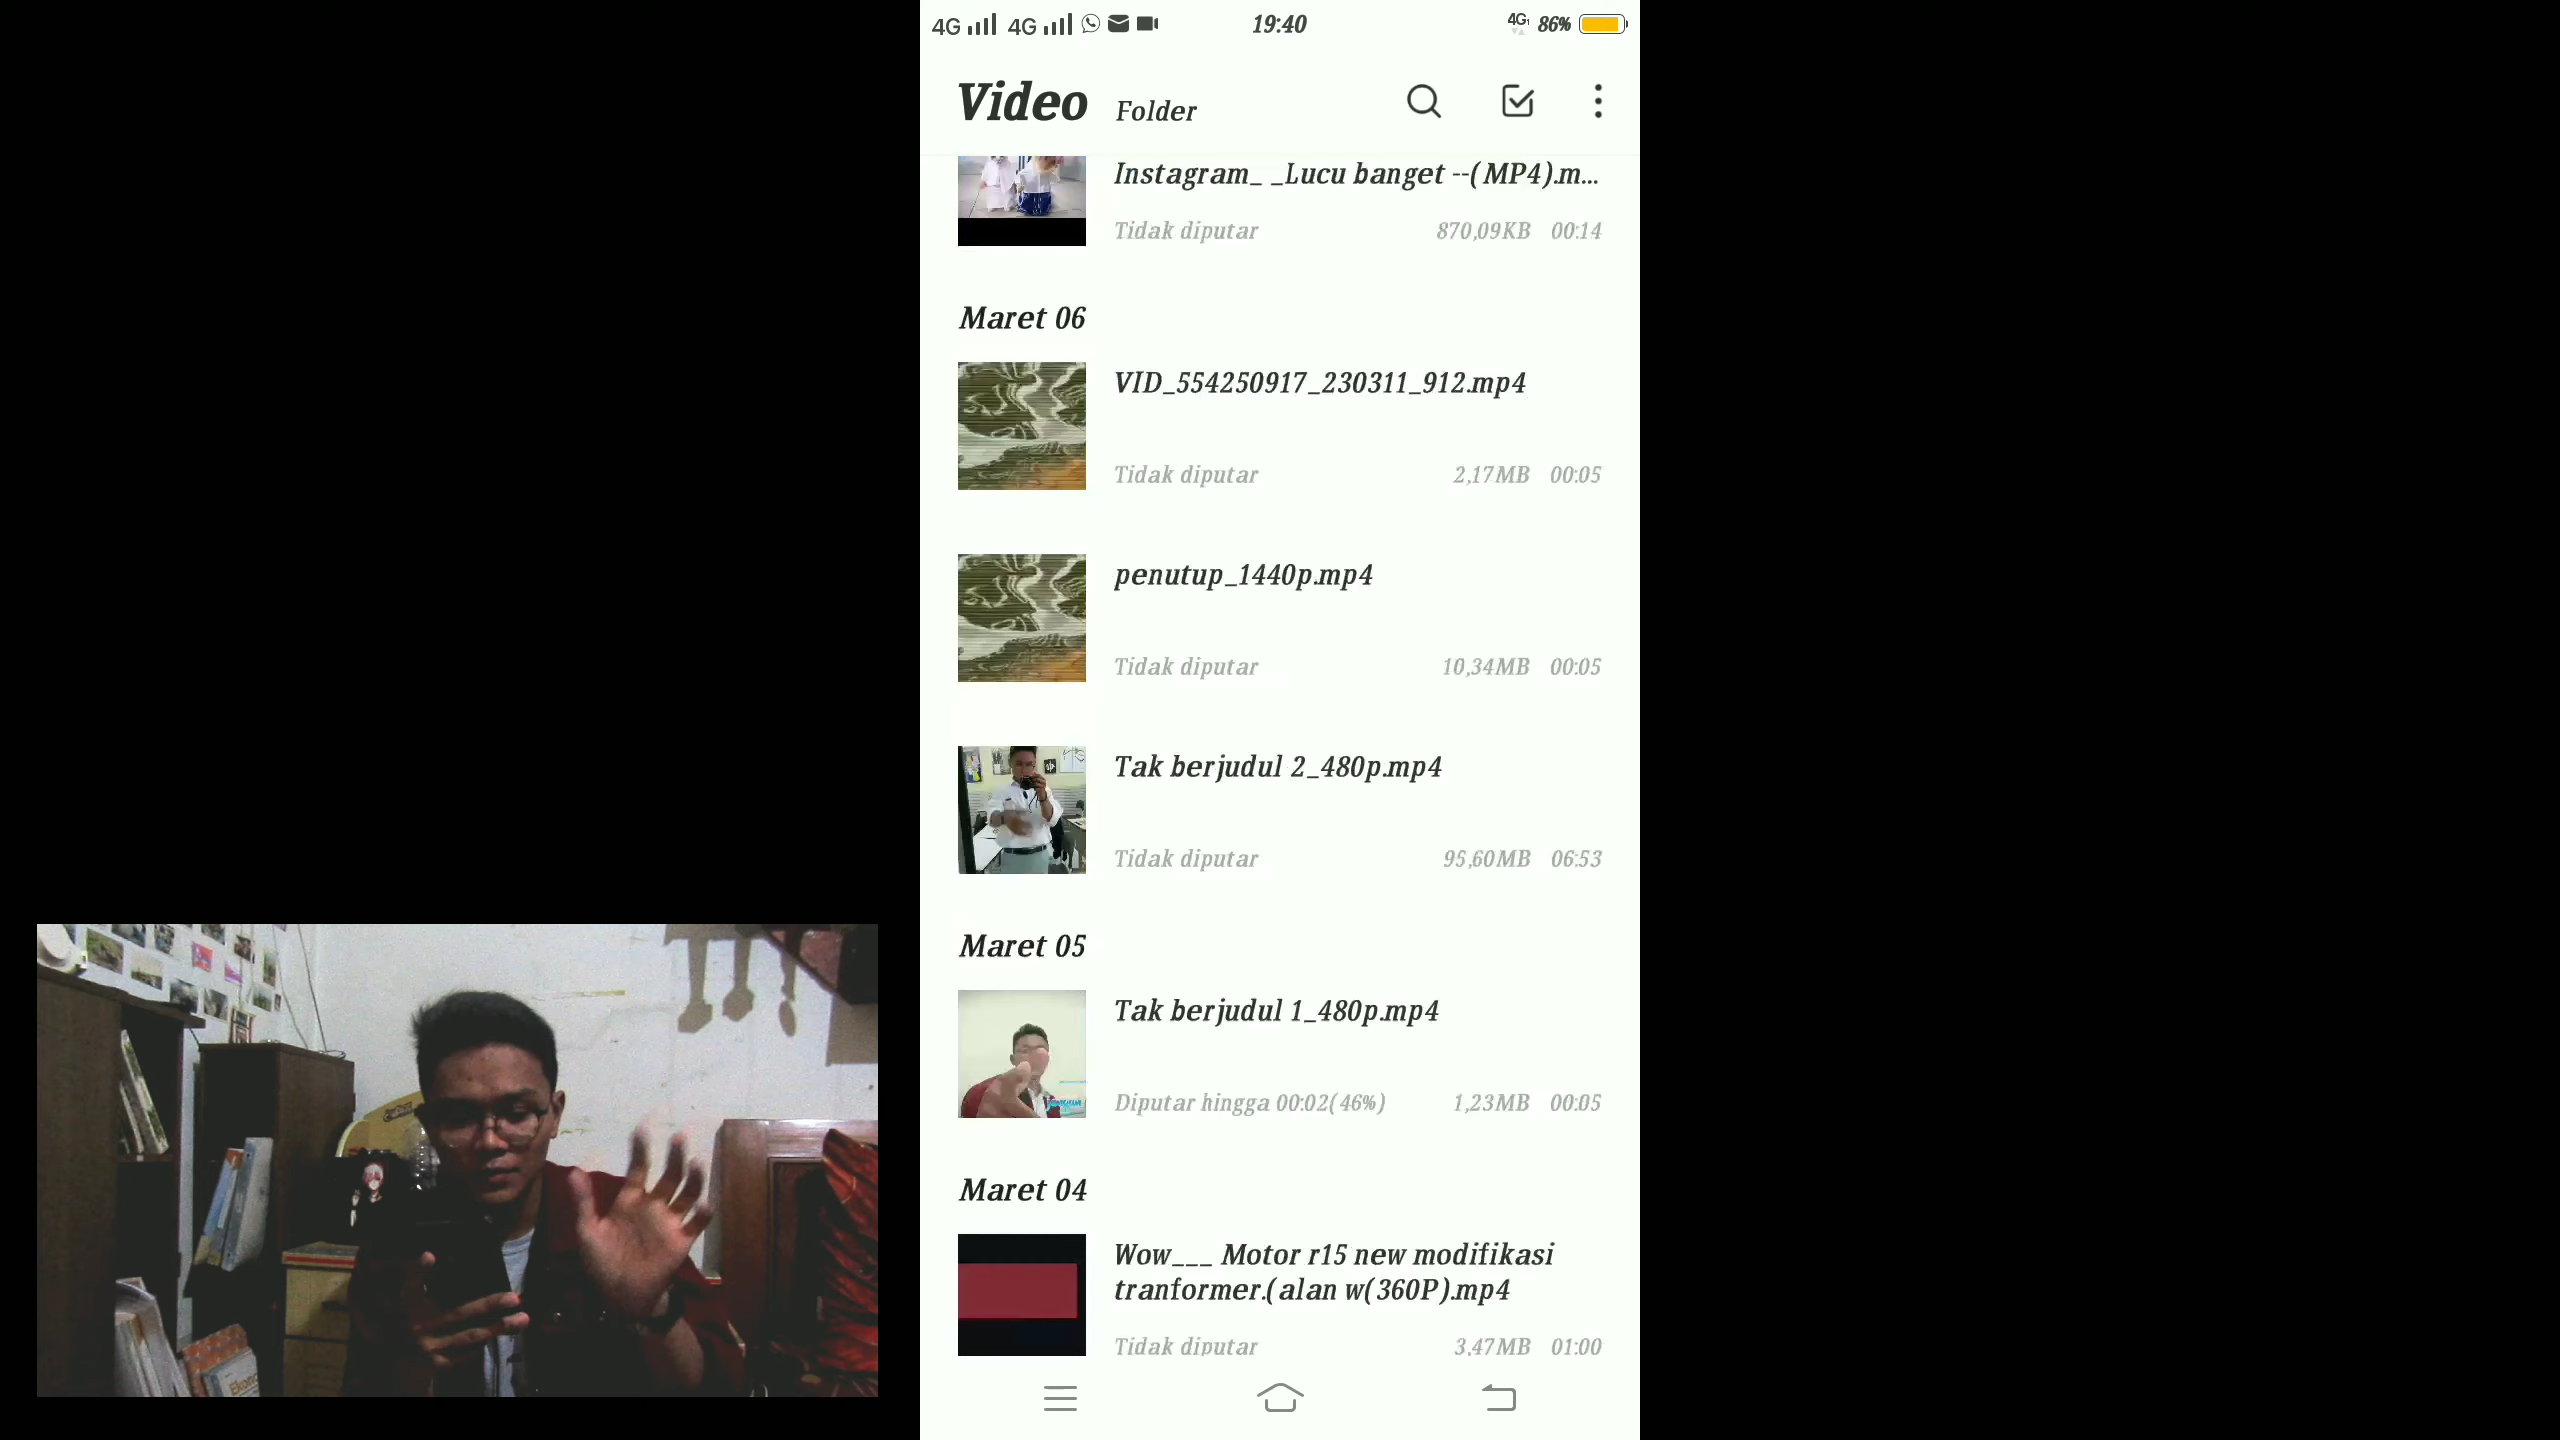 4G 4G 19:40 4G 86%
Video Folder
Instagram_ _Lucu banget --(MP4).m...
Tidak diputar 870,09KB 00:14
Maret 06
VID_554250917_230311_912.mp4
Tidak diputar 2,17MB 00:05
penutup_1440p.mp4
Tidak diputar 10,34MB 00:05
Tak berjudul 2_480p.mp4
Tidak diputar 95,60MB 06:53
Maret 05
Tak berjudul 1_480p.mp4
Diputar hingga 00:02(46%) 1,23MB 00:05
Maret 04
Wow___ Motor r15 new modifikasi
tranformer.(alan w(360P).mp4
Tidak diputar 3,47MB 01:00